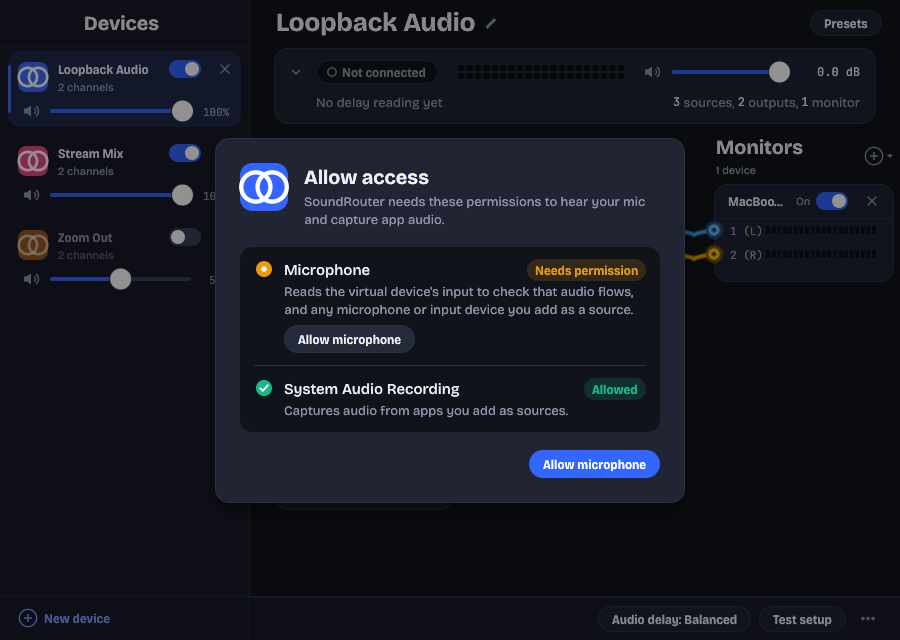 Devices
Loopback Audio
2 channels
100%
Stream Mix
2 channels
Zoom Out
2 channels
New device
Loopback Audio
Presets
Not connected
0.0 dB
No delay reading yet
3 sources, 2 outputs, 1 monitor
Monitors
1 device
MacBoo...
On
1 (L)
2 (R)
Allow access
SoundRouter needs these permissions to hear your mic
and capture app audio.
Microphone
Needs permission
Reads the virtual device's input to check that audio flows,
and any microphone or input device you add as a source.
Allow microphone
System Audio Recording
Allowed
Captures audio from apps you add as sources.
Allow microphone
Audio delay: Balanced
Test setup